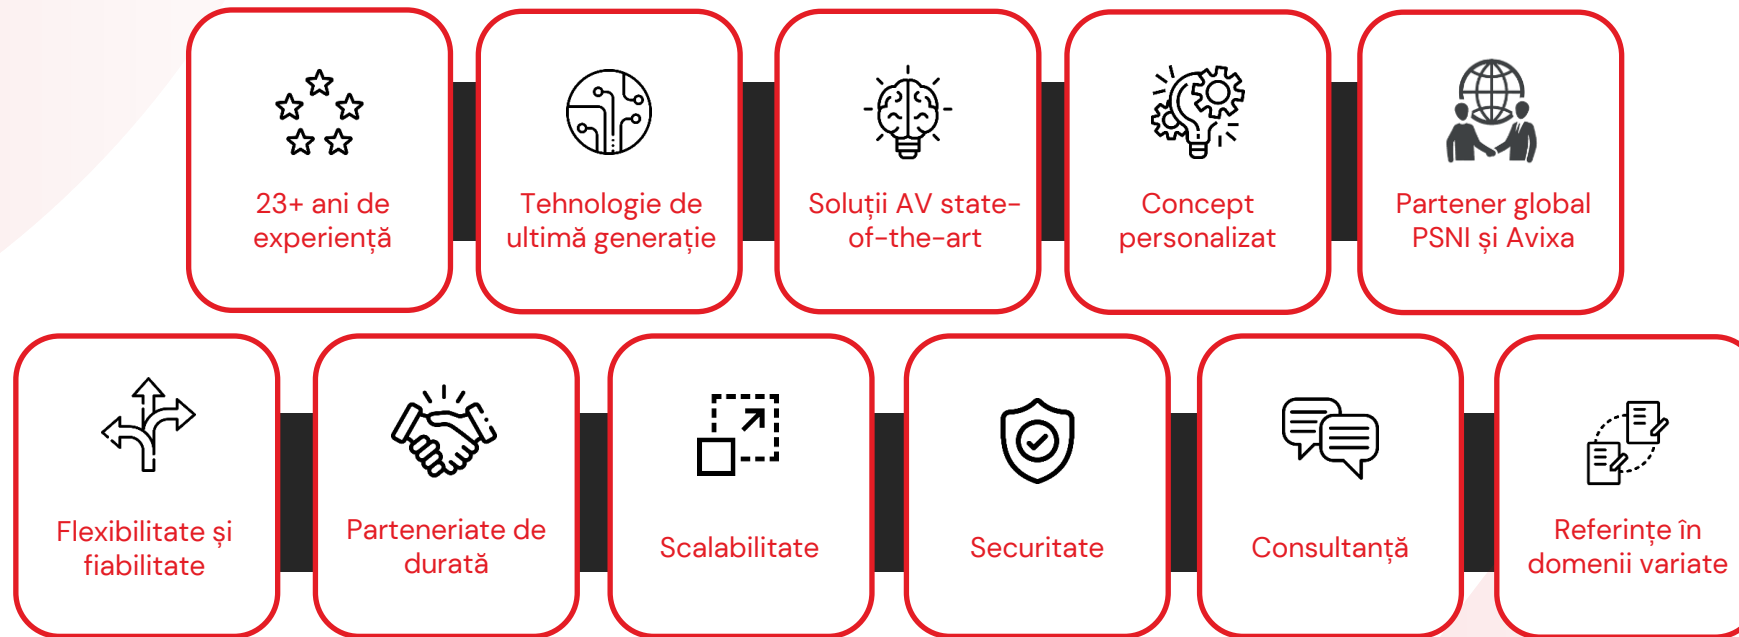 23+ ani de
experiență
Tehnologie de
ultimă generație
Soluții AV state-
of-the-art
Concept
personalizat
Partener global
PSNI și Avixa
Flexibilitate și
fiabilitate
Parteneriate de
durată
Scalabilitate
Securitate
Consultanță
Referințe în
domenii variate